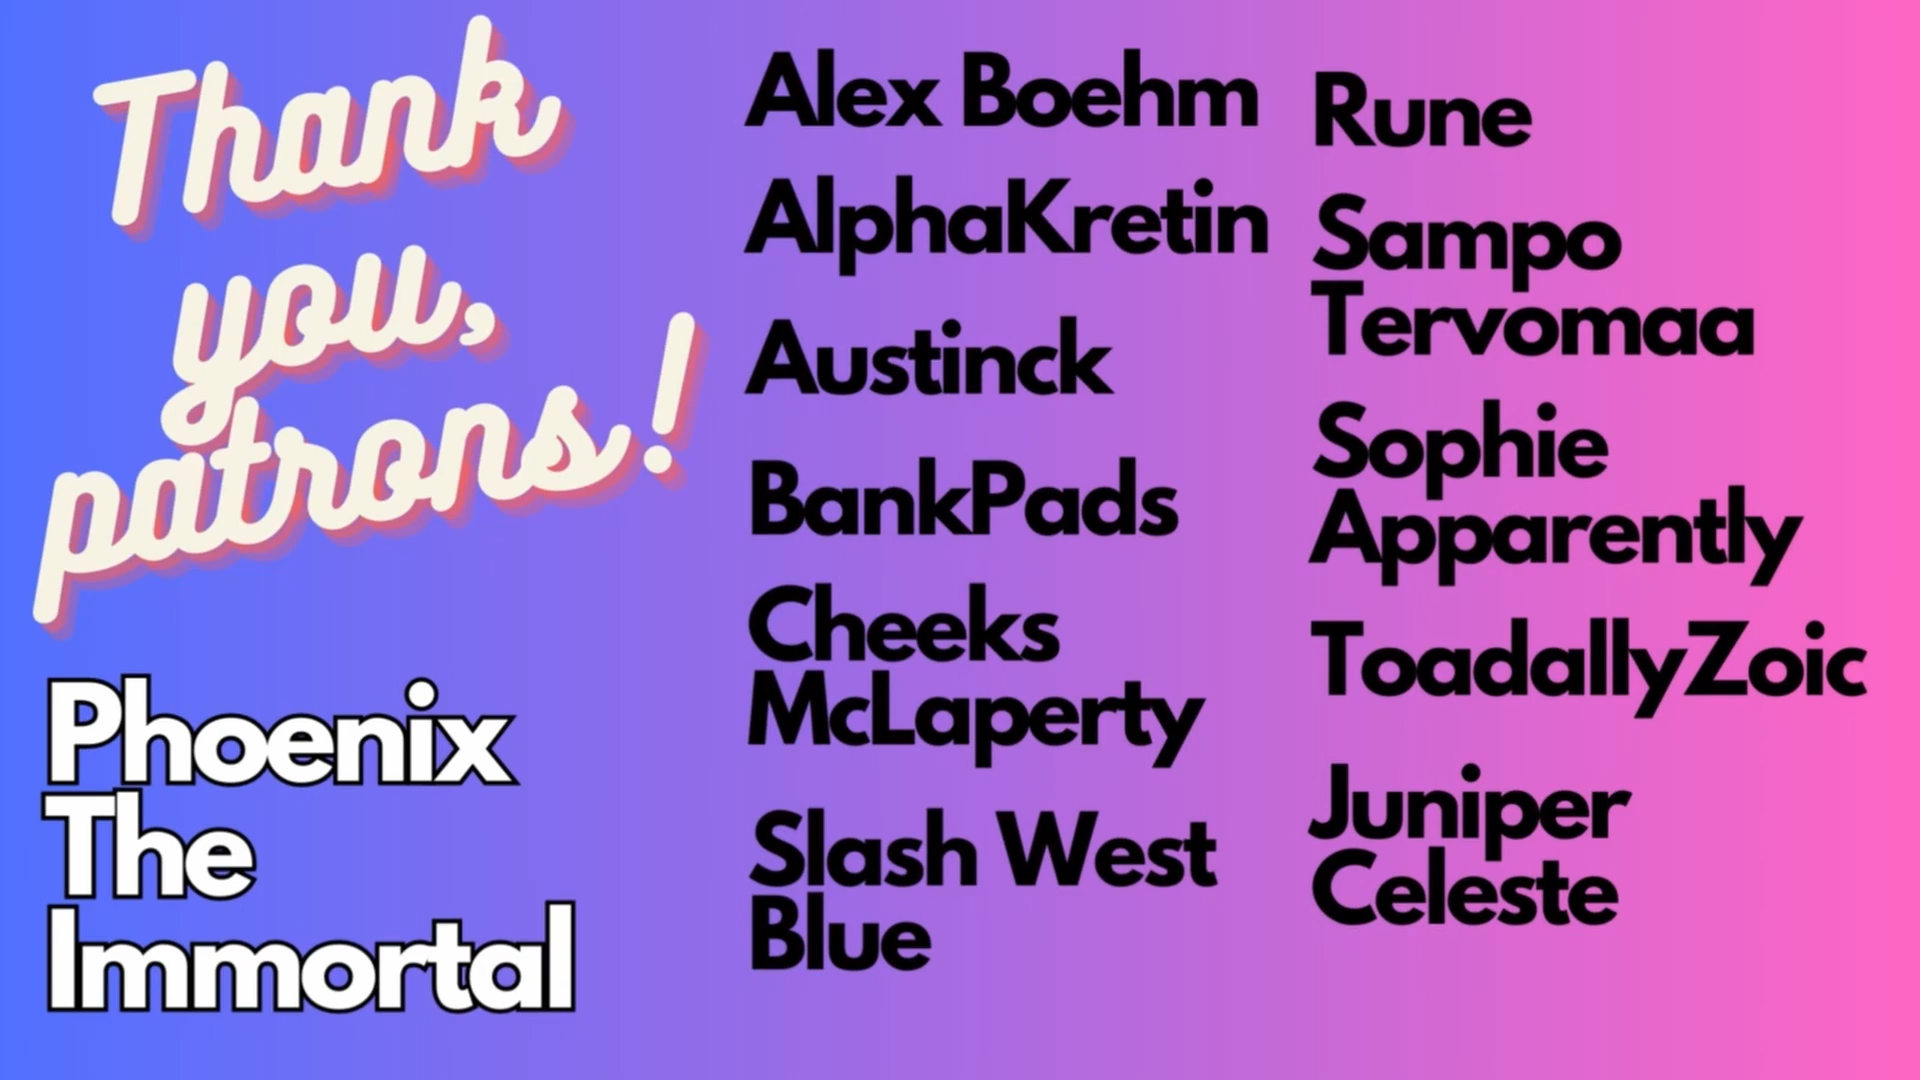 Thank
you,
patrons!
Phoenix
The
Immortal
Alex Boehm
AlphaKretin
Austinck
BankPads
Cheeks
McLaperty
Slash West
Blue
Rune
Sampo
Tervomaa
Sophie
Apparently
ToadallyZoic
Juniper
Celeste